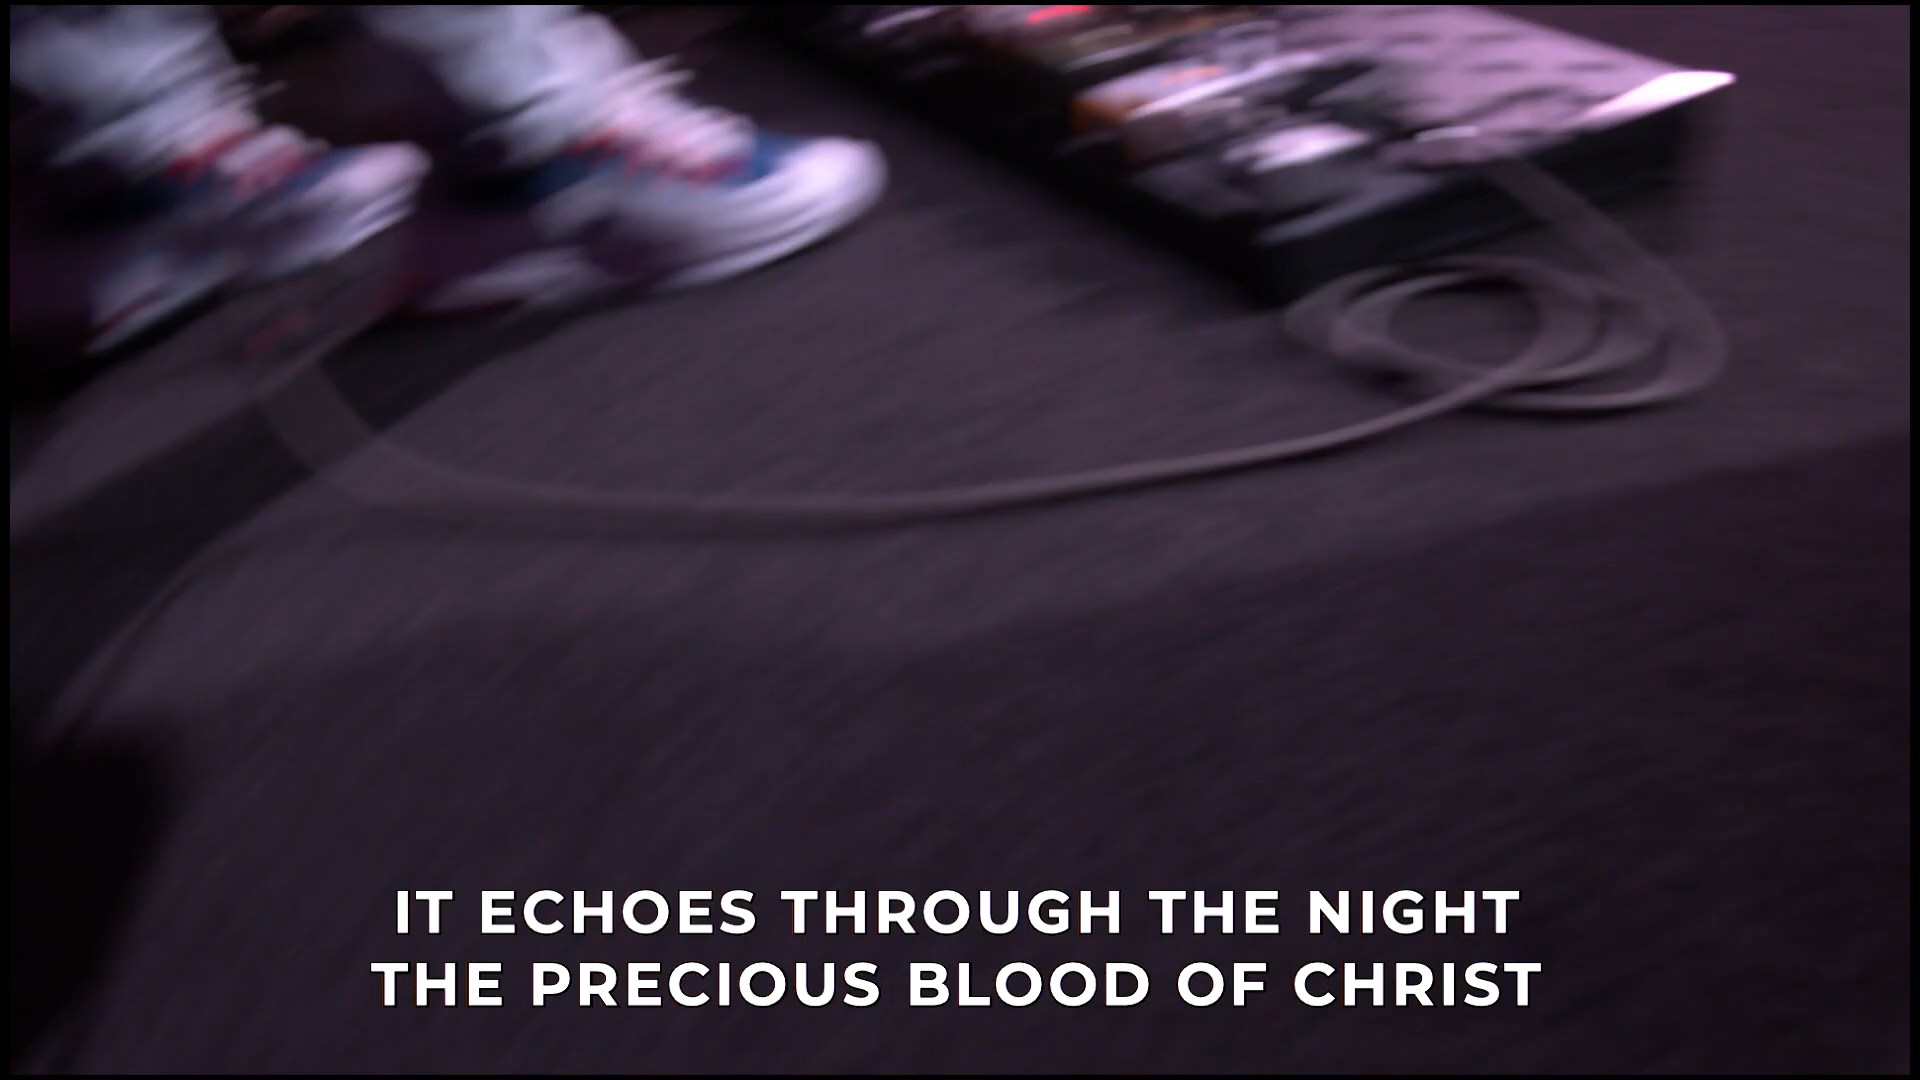 IT ECHOES THROUGH THE NIGHT
THE PRECIOUS BLOOD OF CHRIST